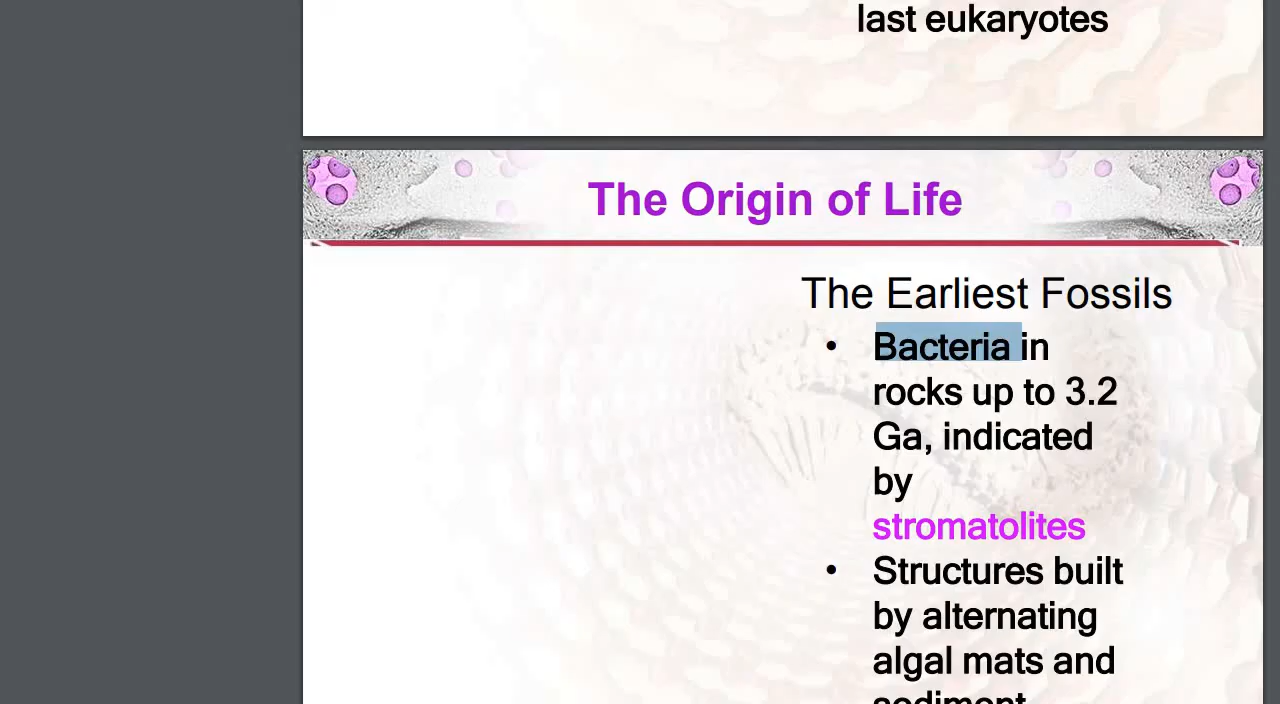 last eukaryotes
The Origin of Life
The Earliest Fossils
• Bacteria in
rocks up to 3.2
Ga, indicated
by
stromatolites
• Structures built
by alternating
algal mats and
sediment